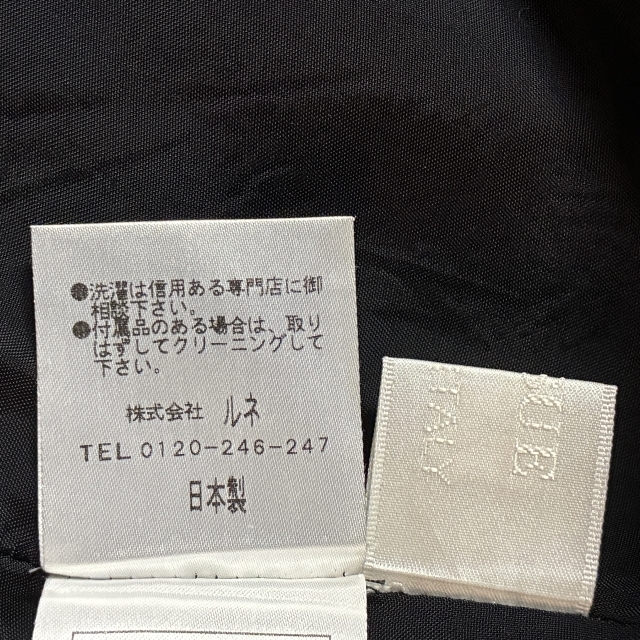 ●洗濯は信用ある専門店に御
相談下さい。
●付属品のある場合は、取り
はずしてクリーニングして
下さい。
株式会社 ルネ
TEL 0120-246-247
日本製